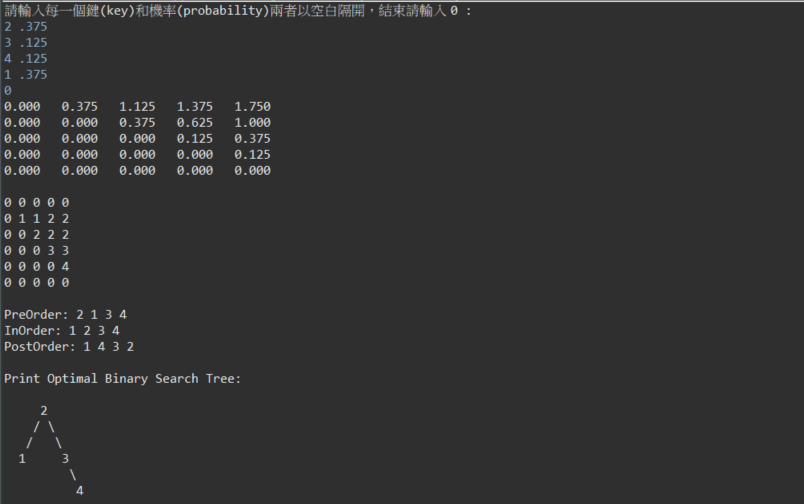 請輸入每一個鍵(key)和機率(probability)兩者以空白隔開，結束請輸入 0 :
2 .375
3 .125
4 .125
1 .375
0
0.000 0.375 1.125 1.375 1.750
0.000 0.000 0.375 0.625 1.000
0.000 0.000 0.000 0.125 0.375
0.000 0.000 0.000 0.000 0.125
0.000 0.000 0.000 0.000 0.000
0 0 0 0 0
0 1 1 2 2
0 0 2 2 2
0 0 0 3 3
0 0 0 0 4
0 0 0 0 0
PreOrder: 2 1 3 4
InOrder: 1 2 3 4
PostOrder: 1 4 3 2
Print Optimal Binary Search Tree:
2
/ \
/ \
1 3
\
4